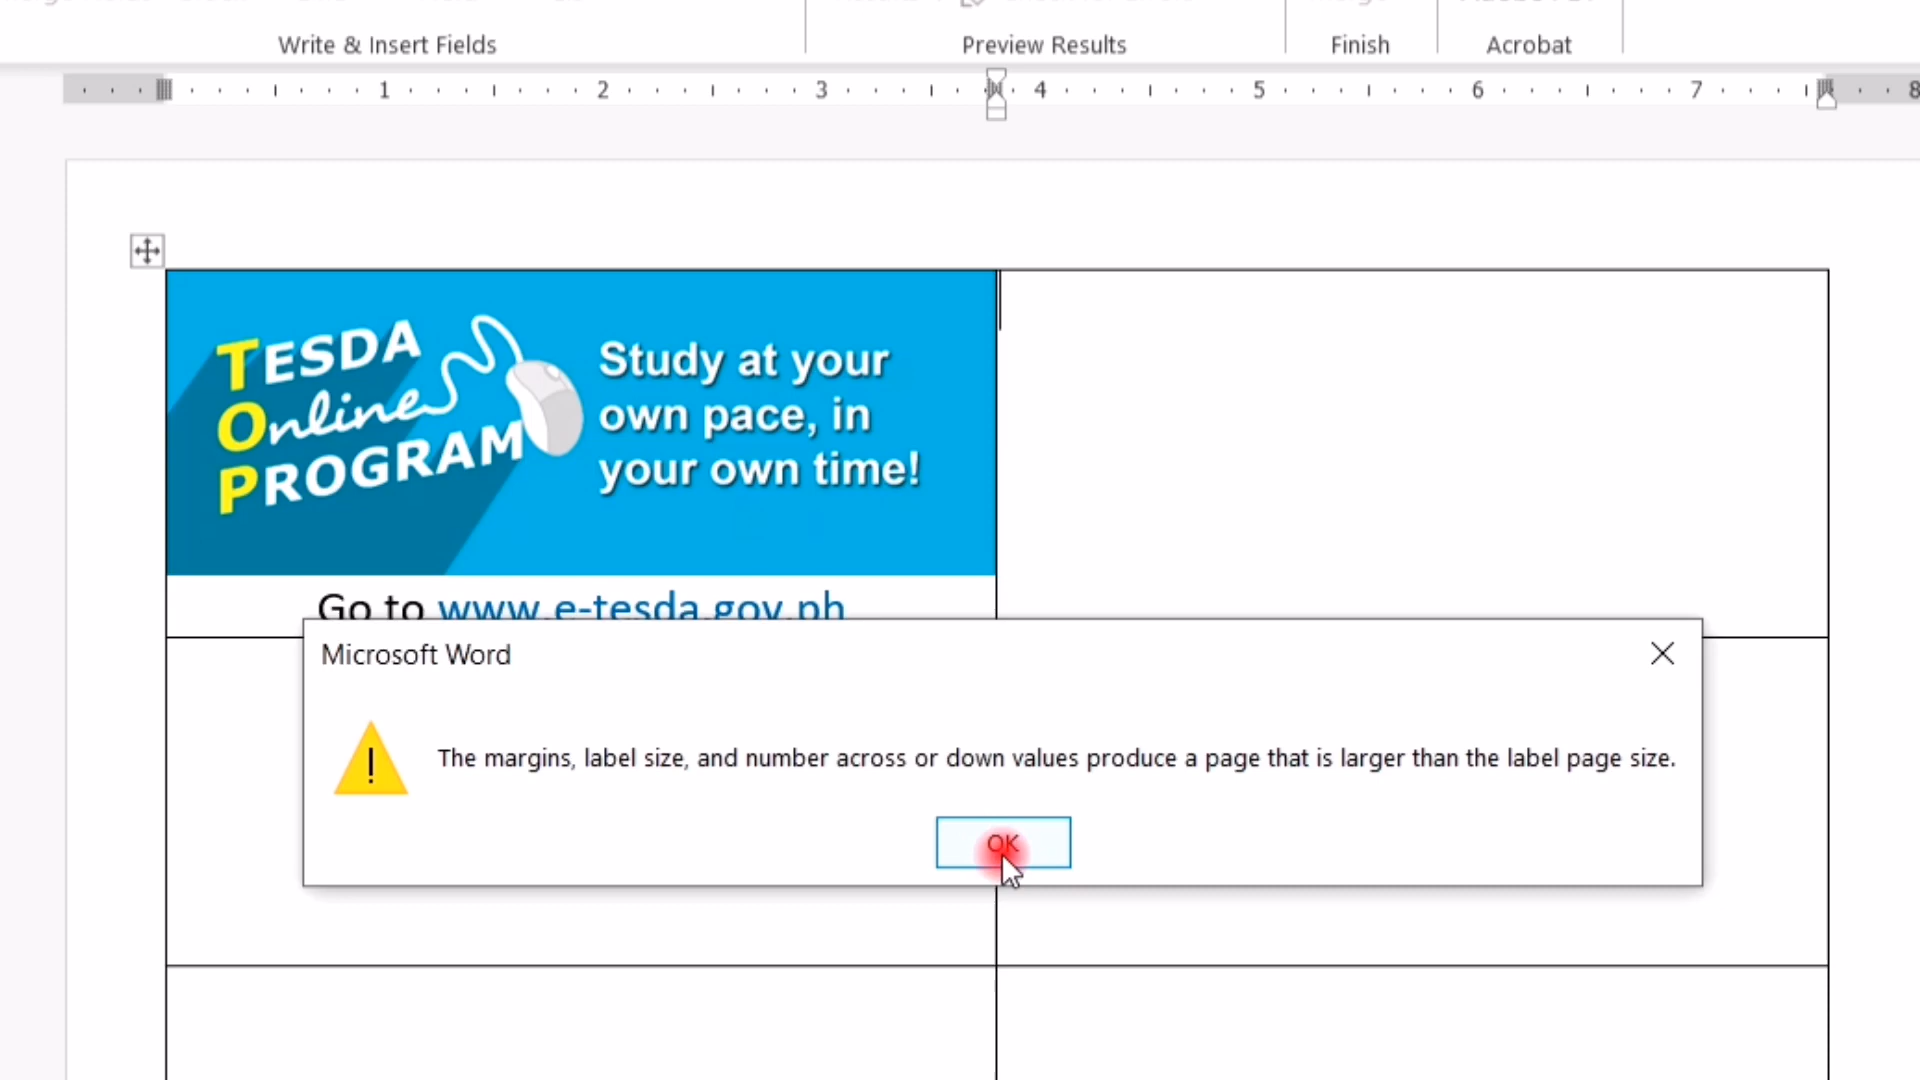 Write & Insert Fields
Preview Results
Finish
Acrobat
1 2 3 4 5 6 7 8
TESDA
Online
PROGRAM
Study at your
own pace, in
your own time!
Go to www.e-tesda.gov.ph
Microsoft Word
The margins, label size, and number across or down values produce a page that is larger than the label page size.
OK